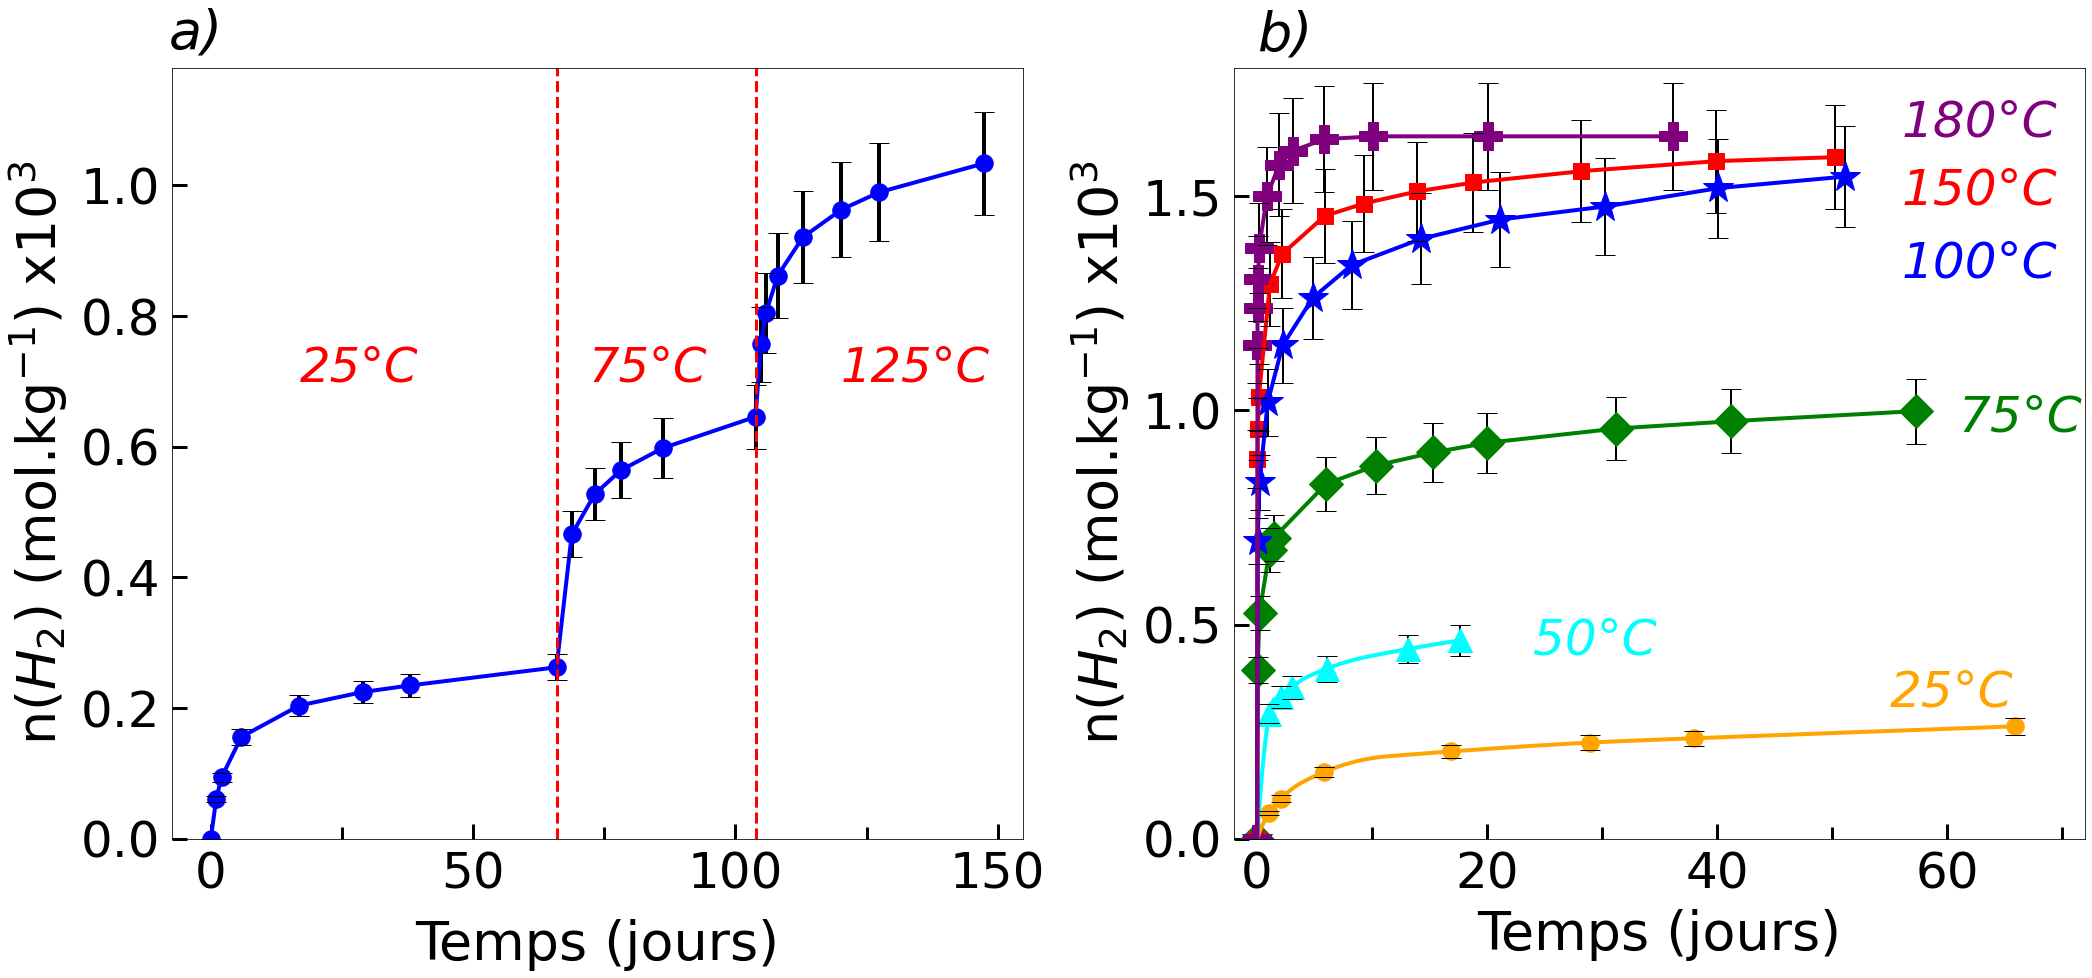 a)
n(H₂) (mol.kg⁻¹) x10³
1.0
0.8
0.6
0.4
0.2
0.0
25°C
75°C
125°C
0 50 100 150
Temps (jours)
b)
n(H₂) (mol.kg⁻¹) x10³
1.5
1.0
0.5
0.0
180°C
150°C
100°C
75°C
50°C
25°C
0 20 40 60
Temps (jours)